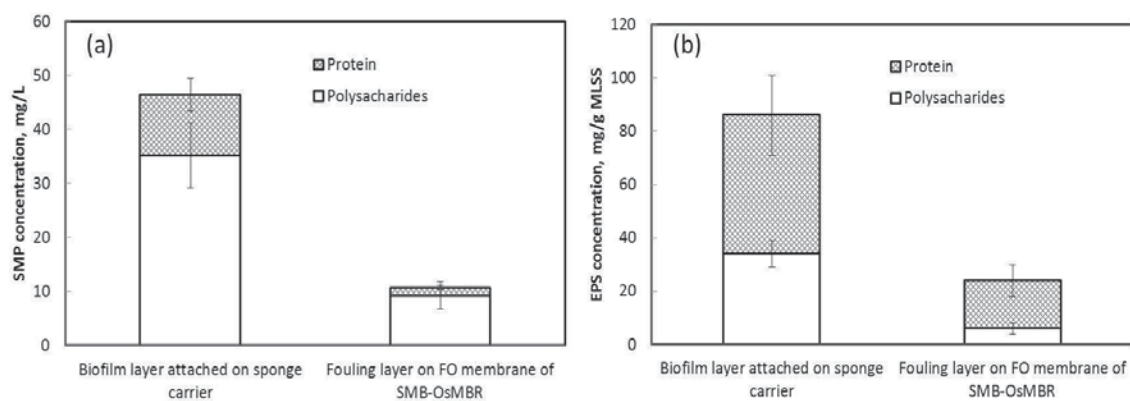 (a)
Protein
Polysacharides
SMP concentration, mg/L
60
50
40
30
20
10
0
Biofilm layer attached on sponge
carrier
Fouling layer on FO membrane of
SMB-OsMBR
(b)
Protein
Polysacharides
EPS concentration, mg/g MLSS
120
100
80
60
40
20
0
Biofilm layer attached on sponge
carrier
Fouling layer on FO membrane of
SMB-OsMBR